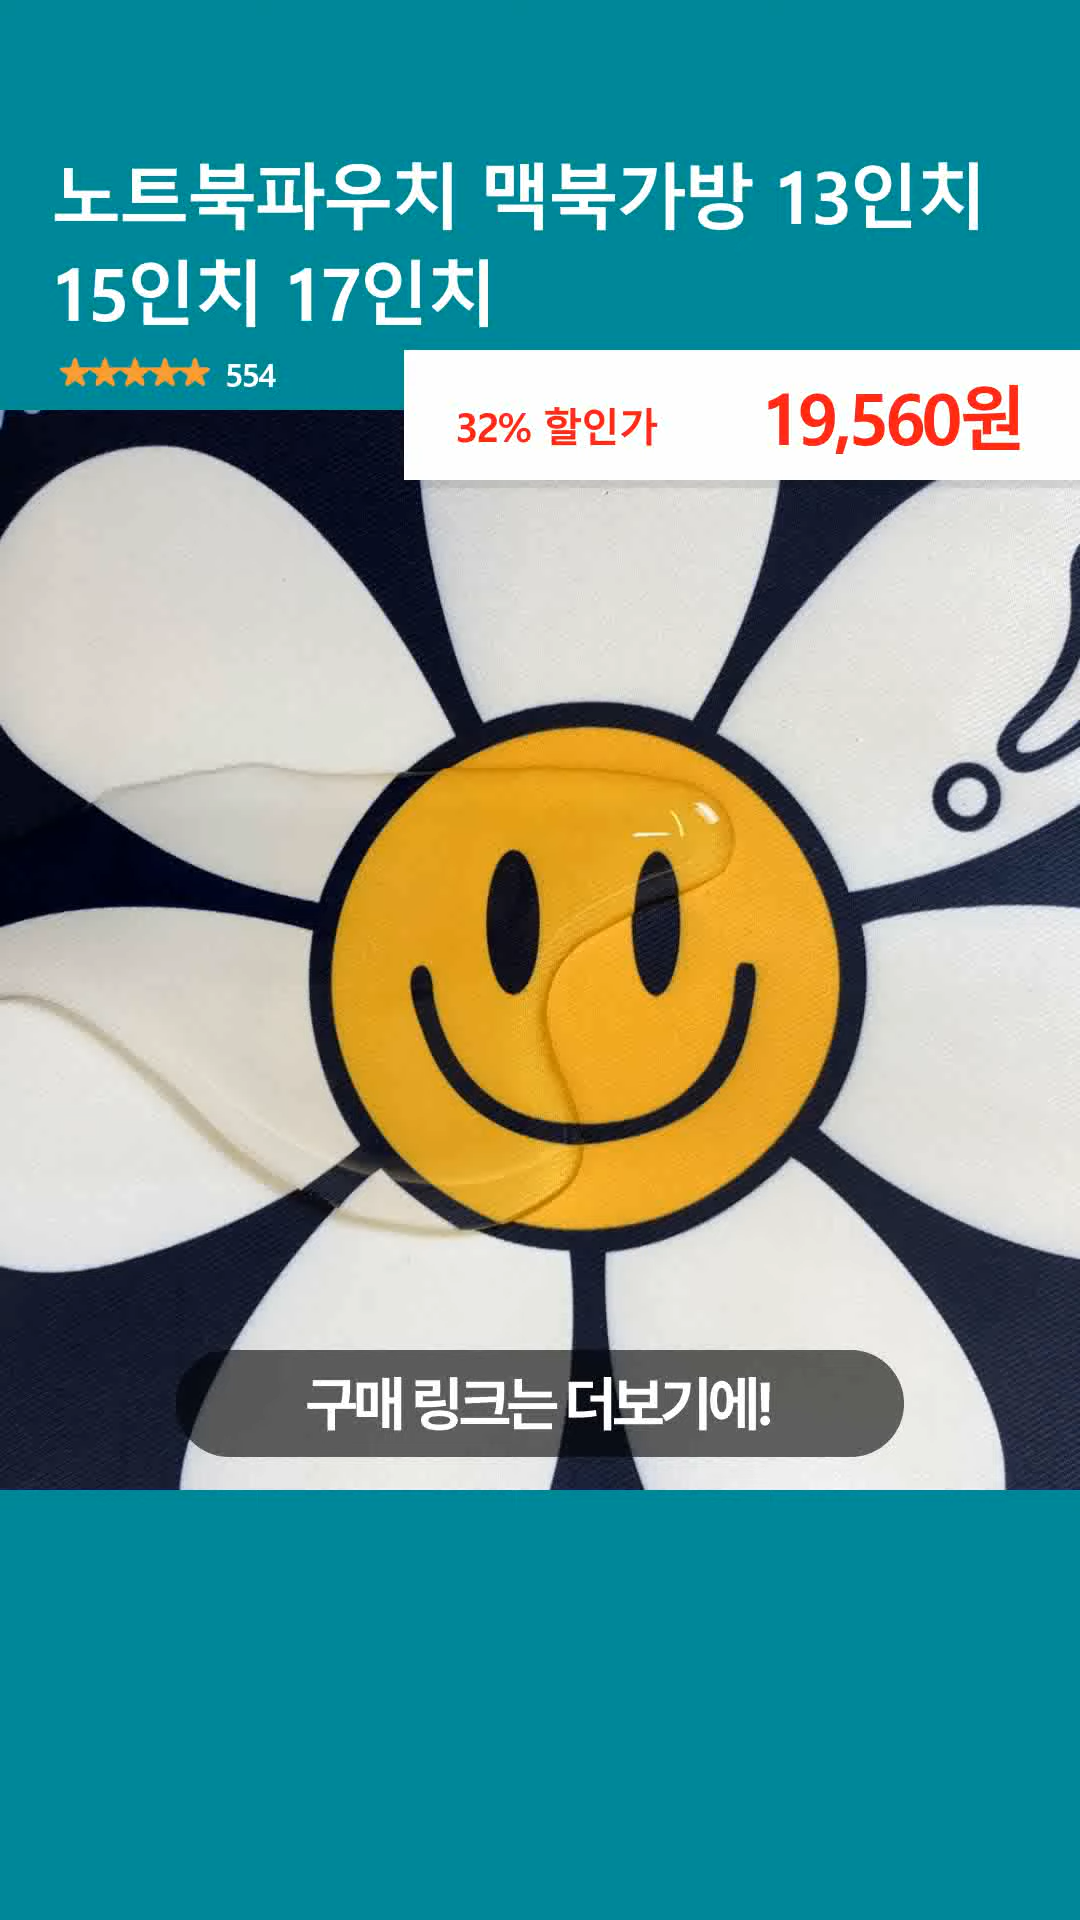 노트북파우치 맥북가방 13인치
15인치 17인치
★★★★★ 554
32% 할인가 19,560원
구매 링크는 더보기에!